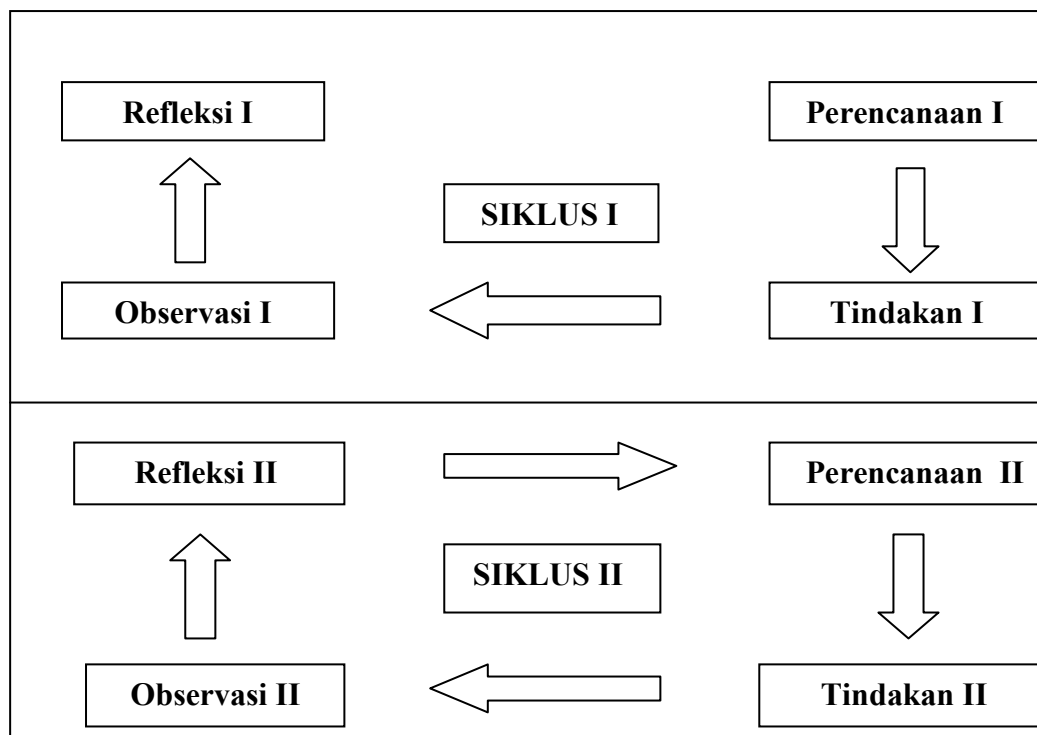 Refleksi I
Perencanaan I
SIKLUS I
Observasi I
Tindakan I
Refleksi II
Perencanaan II
SIKLUS II
Observasi II
Tindakan II